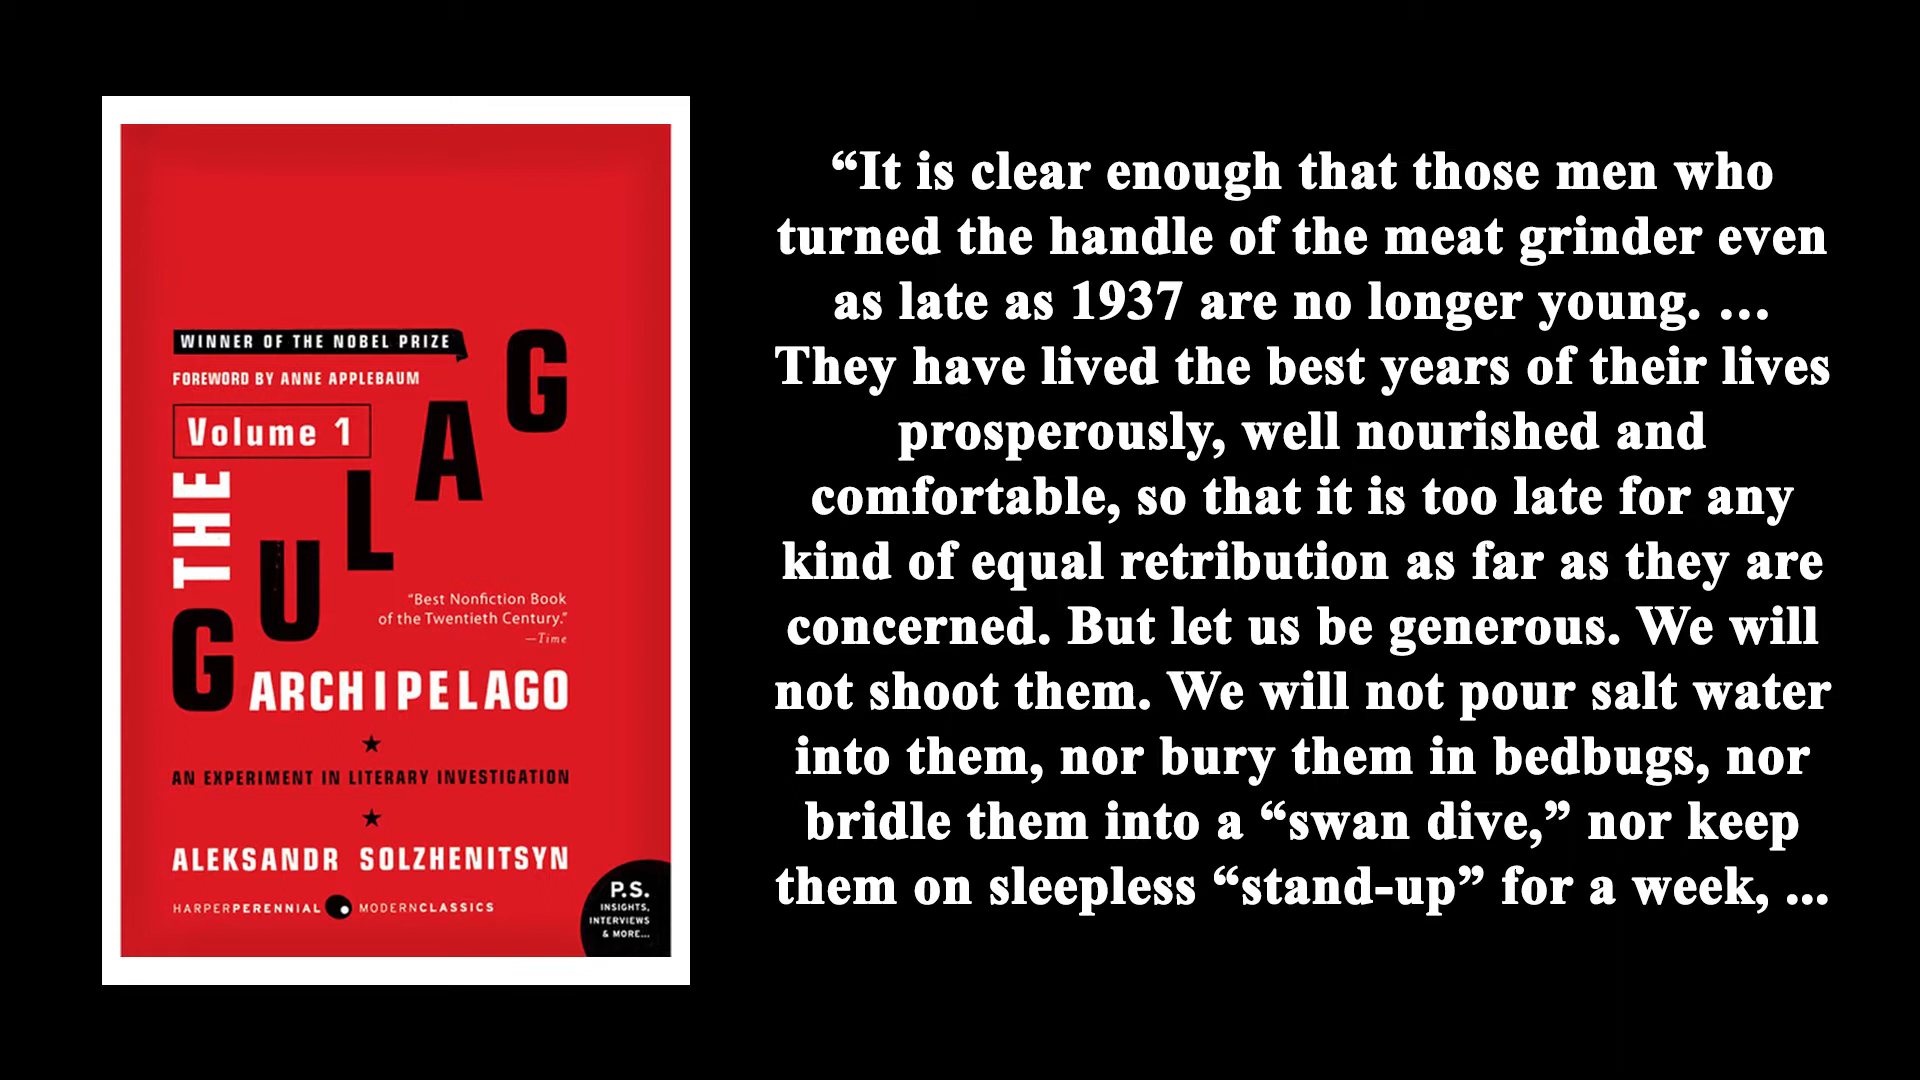 WINNER OF THE NOBEL PRIZE
FOREWORD BY ANNE APPLEBAUM
Volume 1
THE
GULAG
"Best Nonfiction Book
of the Twentieth Century."
—Time
ARCHIPELAGO
AN EXPERIMENT IN LITERARY INVESTIGATION
ALEKSANDR SOLZHENITSYN
HARPERPERENNIAL MODERNCLASSICS
P.S.
INSIGHTS,
INTERVIEWS
& MORE...
“It is clear enough that those men who
turned the handle of the meat grinder even
as late as 1937 are no longer young. ...
They have lived the best years of their lives
prosperously, well nourished and
comfortable, so that it is too late for any
kind of equal retribution as far as they are
concerned. But let us be generous. We will
not shoot them. We will not pour salt water
into them, nor bury them in bedbugs, nor
bridle them into a “swan dive,” nor keep
them on sleepless “stand-up” for a week, ...